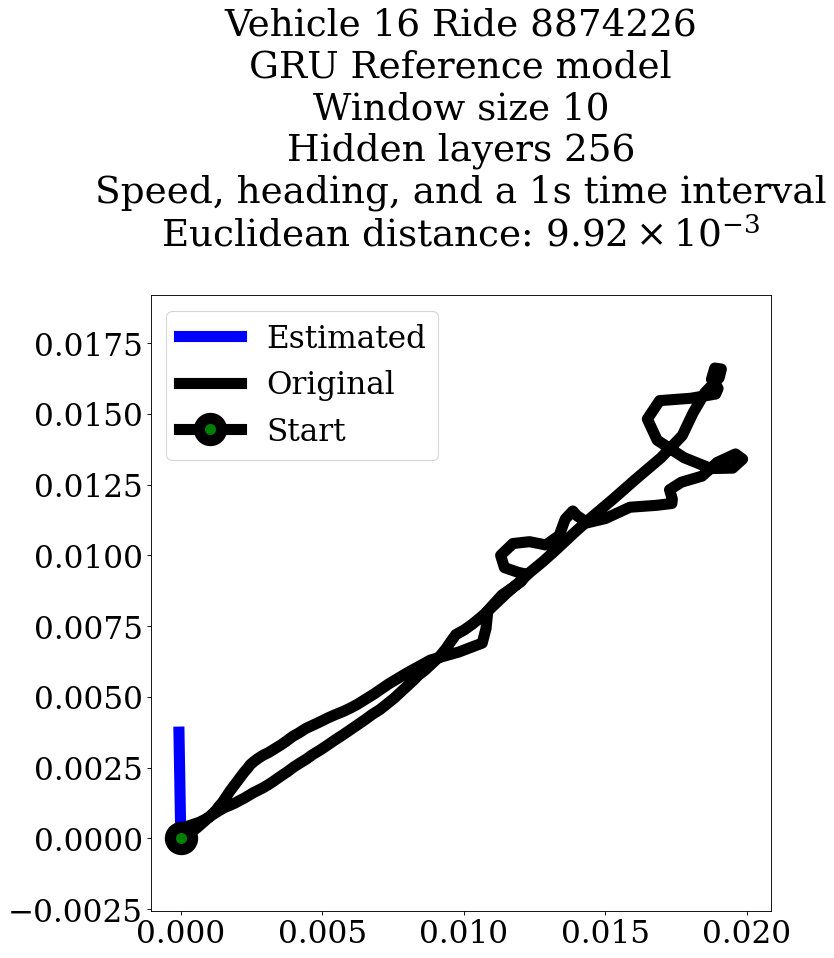 Vehicle 16 Ride 8874226
GRU Reference model
Window size 10
Hidden layers 256
Speed, heading, and a 1s time interval
Euclidean distance: 9.92 × 10⁻³
Estimated
Original
Start
0.0175
0.0150
0.0125
0.0100
0.0075
0.0050
0.0025
0.0000
−0.0025
0.000 0.005 0.010 0.015 0.020